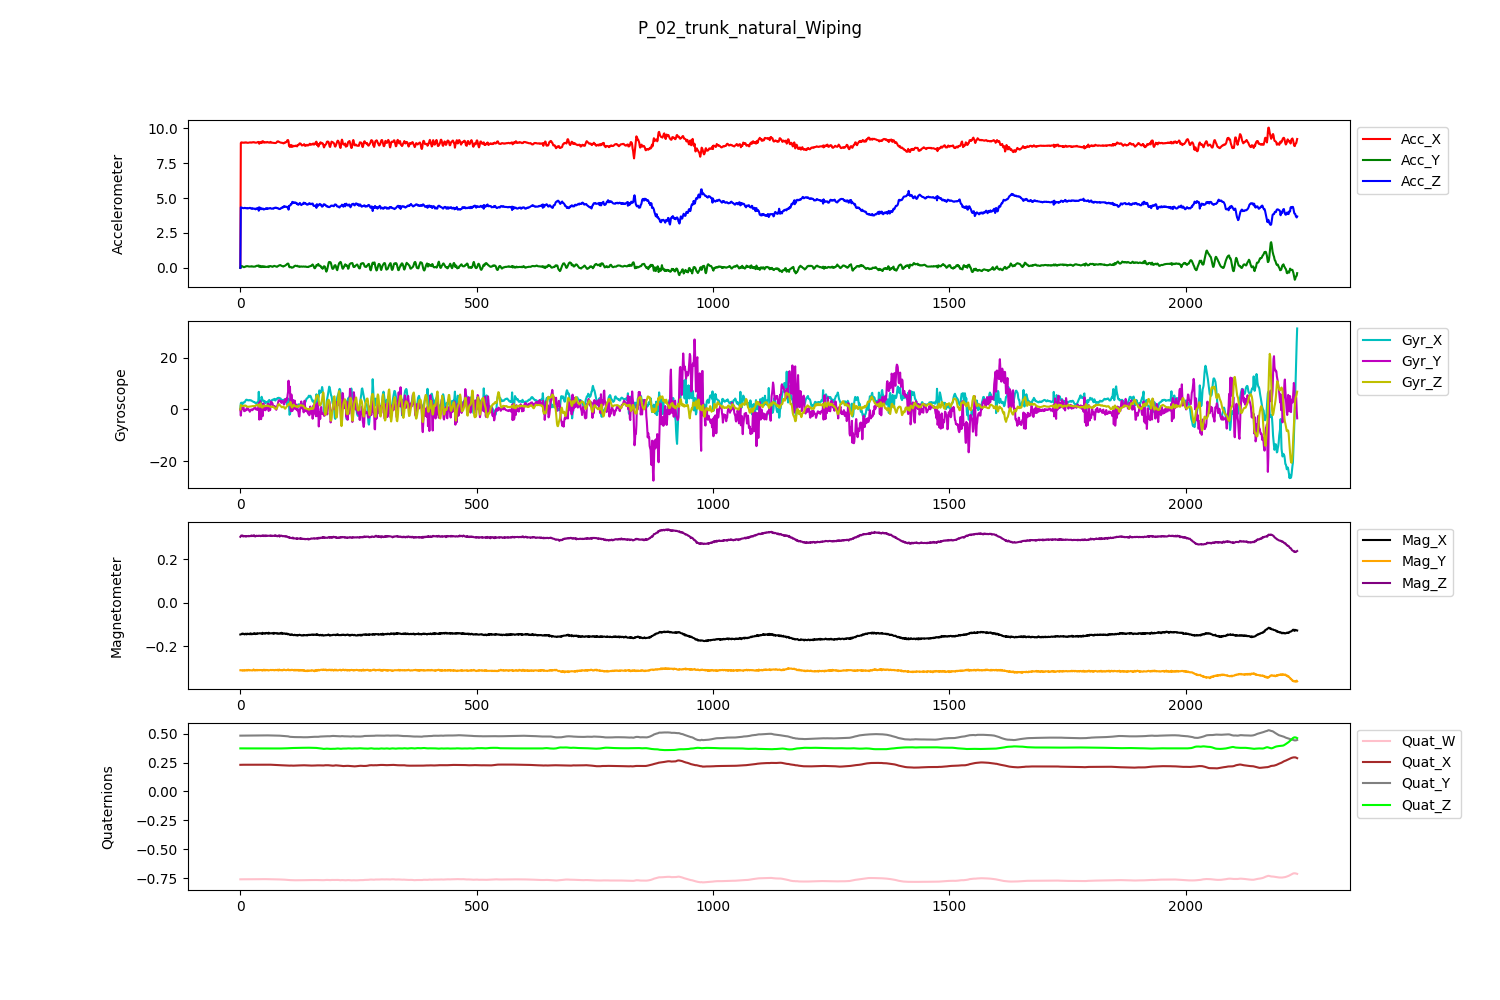 P_02_trunk_natural_Wiping
10.0
7.5
5.0
2.5
0.0
Accelerometer
0
500
1000
1500
2000
Acc_X
Acc_Y
Acc_Z
20
0
−20
Gyroscope
0
500
1000
1500
2000
Gyr_X
Gyr_Y
Gyr_Z
0.2
0.0
−0.2
Magnetometer
0
500
1000
1500
2000
Mag_X
Mag_Y
Mag_Z
0.50
0.25
0.00
−0.25
−0.50
−0.75
Quaternions
0
500
1000
1500
2000
Quat_W
Quat_X
Quat_Y
Quat_Z